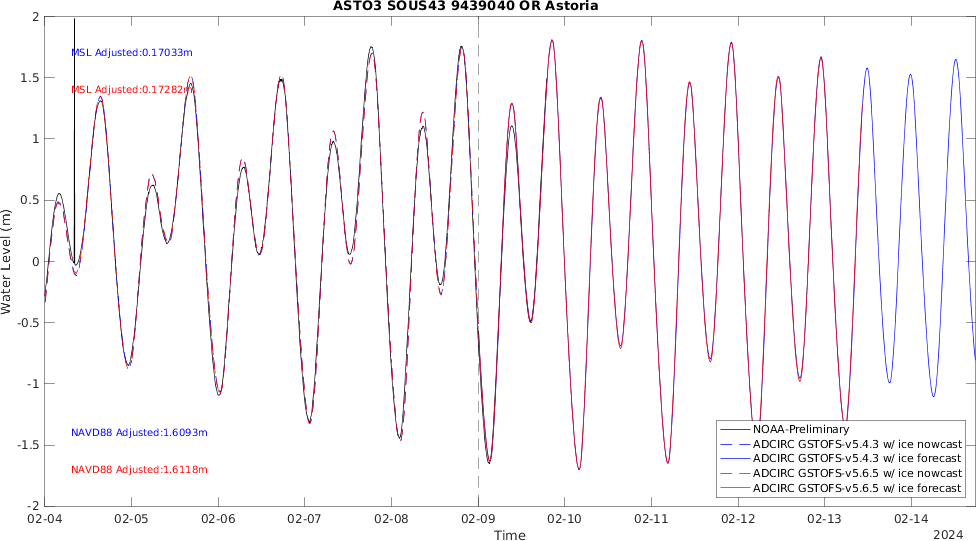 ASTO3 SOUS43 9439040 OR Astoria
2
1.5
1
0.5
0
-0.5
-1
-1.5
-2
Water Level (m)
MSL Adjusted:0.17033m
MSL Adjusted:0.17282m
NAVD88 Adjusted:1.6093m
NAVD88 Adjusted:1.6118m
NOAA-Preliminary
ADCIRC GSTOFS-v5.4.3 w/ ice nowcast
ADCIRC GSTOFS-v5.4.3 w/ ice forecast
ADCIRC GSTOFS-v5.6.5 w/ ice nowcast
ADCIRC GSTOFS-v5.6.5 w/ ice forecast
02-04 02-05 02-06 02-07 02-08 02-09 02-10 02-11 02-12 02-13 02-14
Time
2024